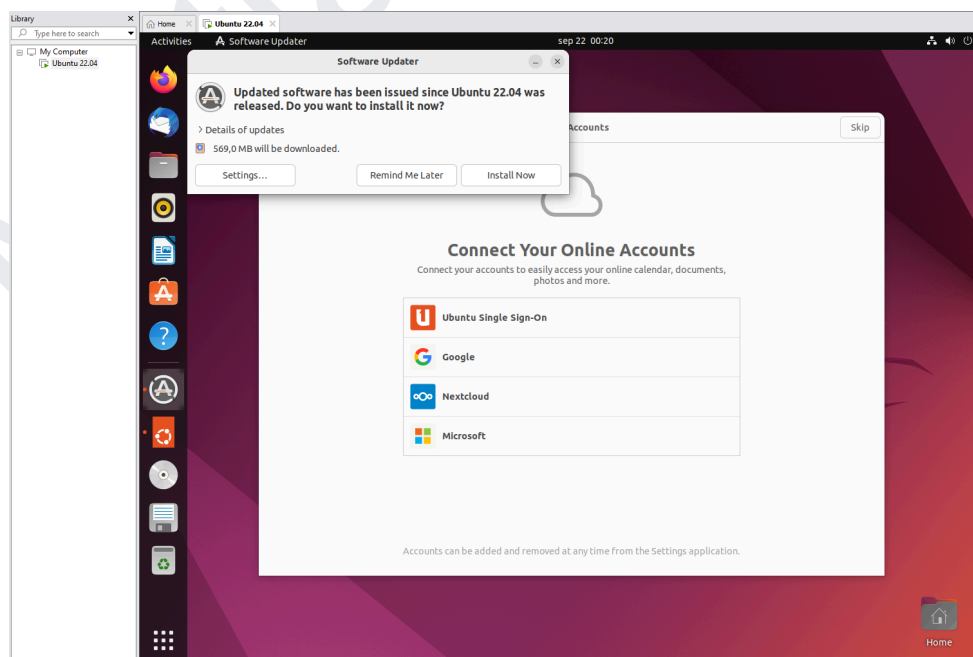 Library
Type here to search
My Computer
Ubuntu 22.04
Home
Ubuntu 22.04
Activities
Software Updater
sep 22 00:20
Software Updater
Updated software has been issued since Ubuntu 22.04 was
released. Do you want to install it now?
Details of updates
569,0 MB will be downloaded.
Settings...
Remind Me Later
Install Now
Accounts
Skip
Connect Your Online Accounts
Connect your accounts to easily access your online calendar, documents,
photos and more.
Ubuntu Single Sign-On
Google
Nextcloud
Microsoft
Accounts can be added and removed at any time from the Settings application.
Home